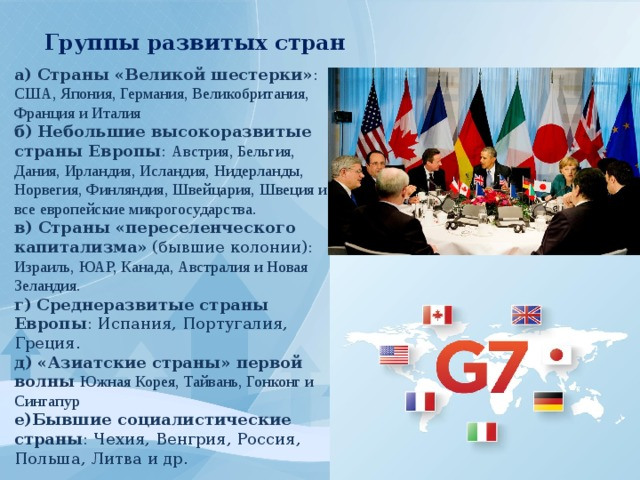 Группы развитых стран
а) Страны «Великой шестерки»:
США, Япония, Германия, Великобритания,
Франция и Италия
б) Небольшие высокоразвитые
страны Европы: Австрия, Бельгия,
Дания, Ирландия, Исландия, Нидерланды,
Норвегия, Финляндия, Швейцария, Швеция и
все европейские микрогосударства.
в) Страны «переселенческого
капитализма» (бывшие колонии):
Израиль, ЮАР, Канада, Австралия и Новая
Зеландия.
г) Среднеразвитые страны
Европы: Испания, Португалия,
Греция.
д) «Азиатские страны» первой
волны Южная Корея, Тайвань, Гонконг и
Сингапур
е)Бывшие социалистические
страны: Чехия, Венгрия, Россия,
Польша, Литва и др.
G7